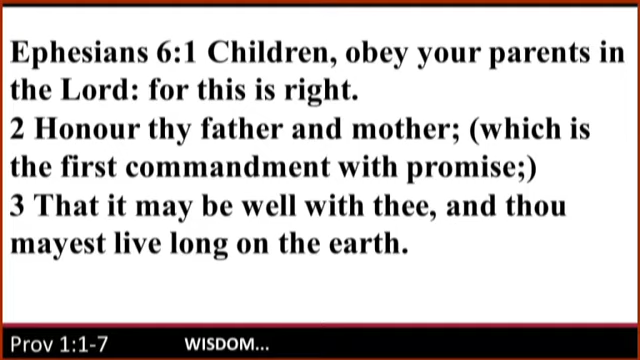 Ephesians 6:1 Children, obey your parents in
the Lord: for this is right.
2 Honour thy father and mother; (which is
the first commandment with promise;)
3 That it may be well with thee, and thou
mayest live long on the earth.
Prov 1:1-7 WISDOM...